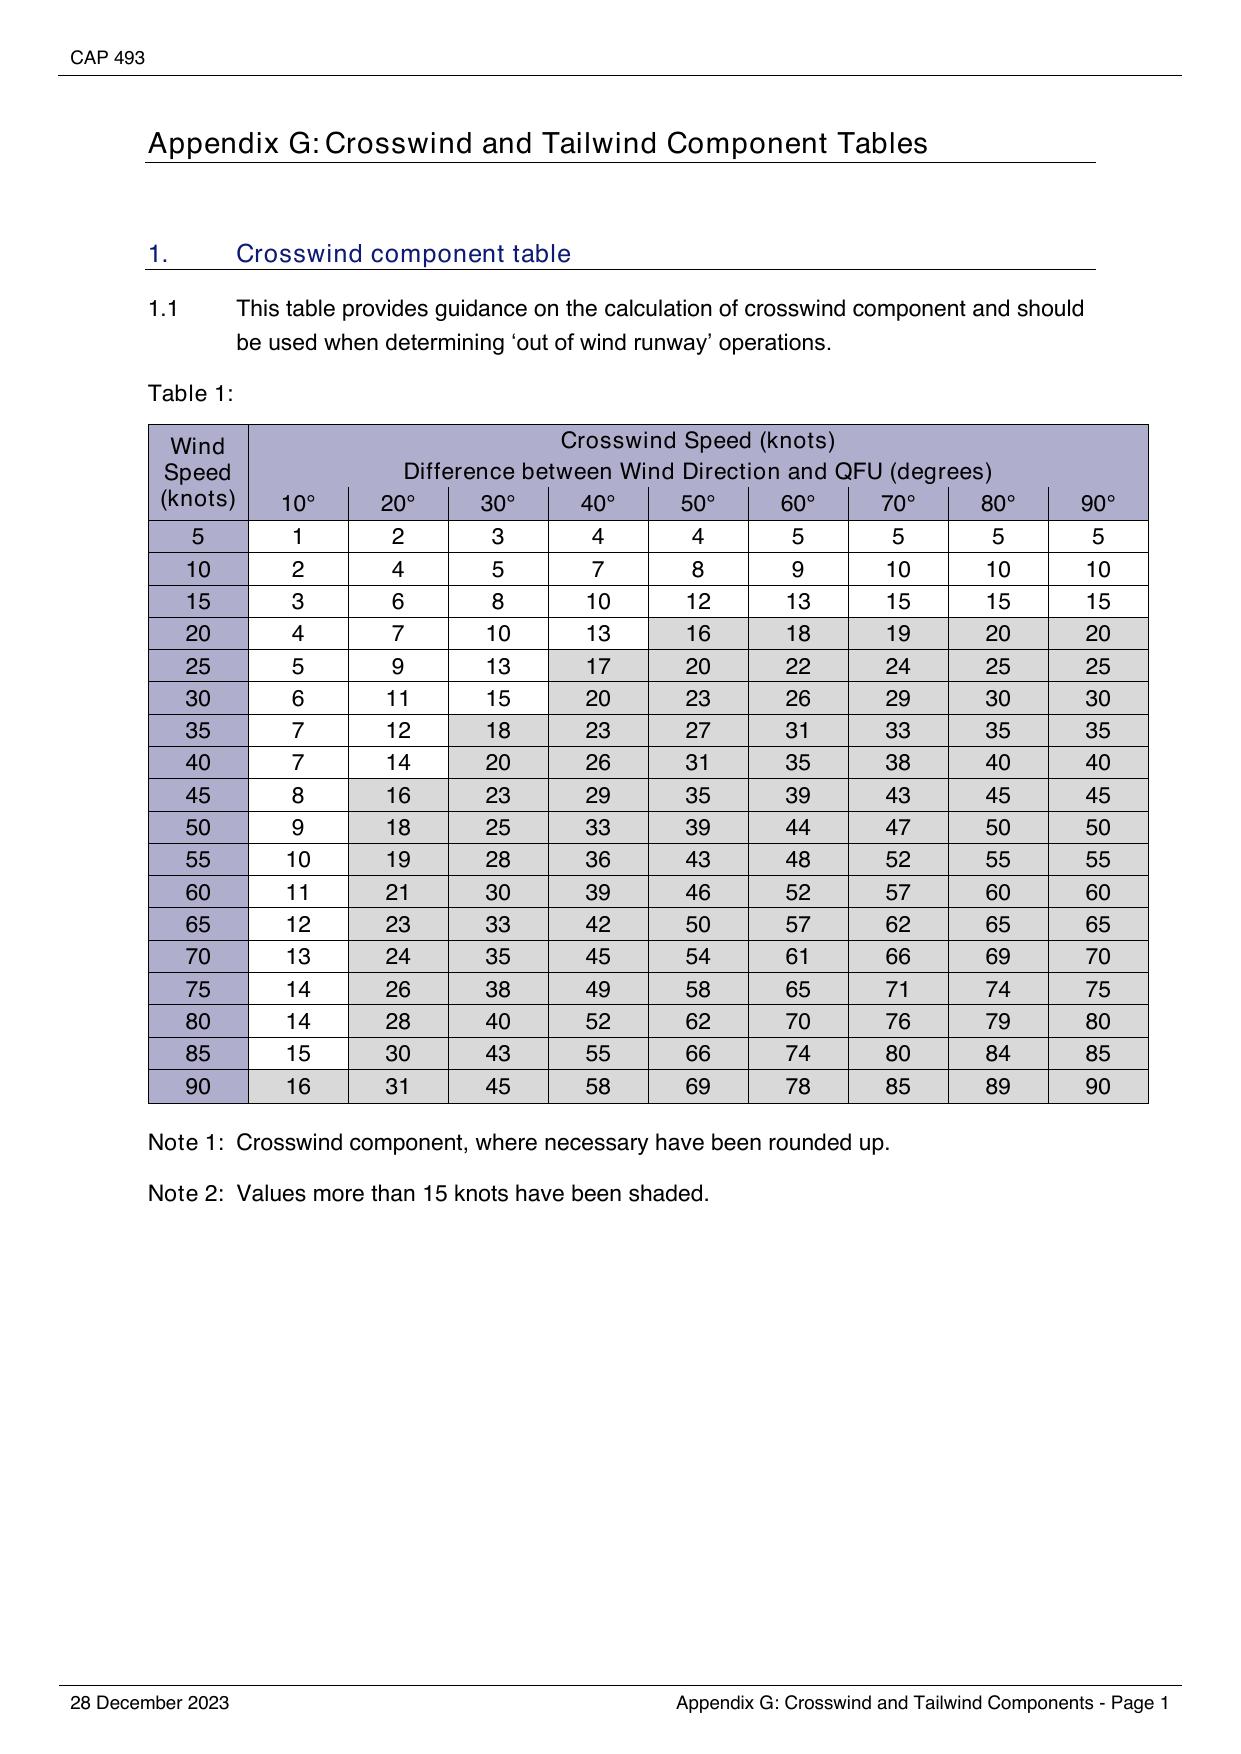 CAP 493
Appendix G: Crosswind and Tailwind Component Tables
1. Crosswind component table
1.1 This table provides guidance on the calculation of crosswind component and should
be used when determining ‘out of wind runway’ operations.
Table 1:
Wind Speed (knots)
Crosswind Speed (knots)
Difference between Wind Direction and QFU (degrees)
10° 20° 30° 40° 50° 60° 70° 80° 90°
5 1 2 3 4 4 5 5 5 5
10 2 4 5 7 8 9 10 10 10
15 3 6 8 10 12 13 15 15 15
20 4 7 10 13 16 18 19 20 20
25 5 9 13 17 20 22 24 25 25
30 6 11 15 20 23 26 29 30 30
35 7 12 18 23 27 31 33 35 35
40 7 14 20 26 31 35 38 40 40
45 8 16 23 29 35 39 43 45 45
50 9 18 25 33 39 44 47 50 50
55 10 19 28 36 43 48 52 55 55
60 11 21 30 39 46 52 57 60 60
65 12 23 33 42 50 57 62 65 65
70 13 24 35 45 54 61 66 69 70
75 14 26 38 49 58 65 71 74 75
80 14 28 40 52 62 70 76 79 80
85 15 30 43 55 66 74 80 84 85
90 16 31 45 58 69 78 85 89 90
Note 1: Crosswind component, where necessary have been rounded up.
Note 2: Values more than 15 knots have been shaded.
28 December 2023 Appendix G: Crosswind and Tailwind Components - Page 1